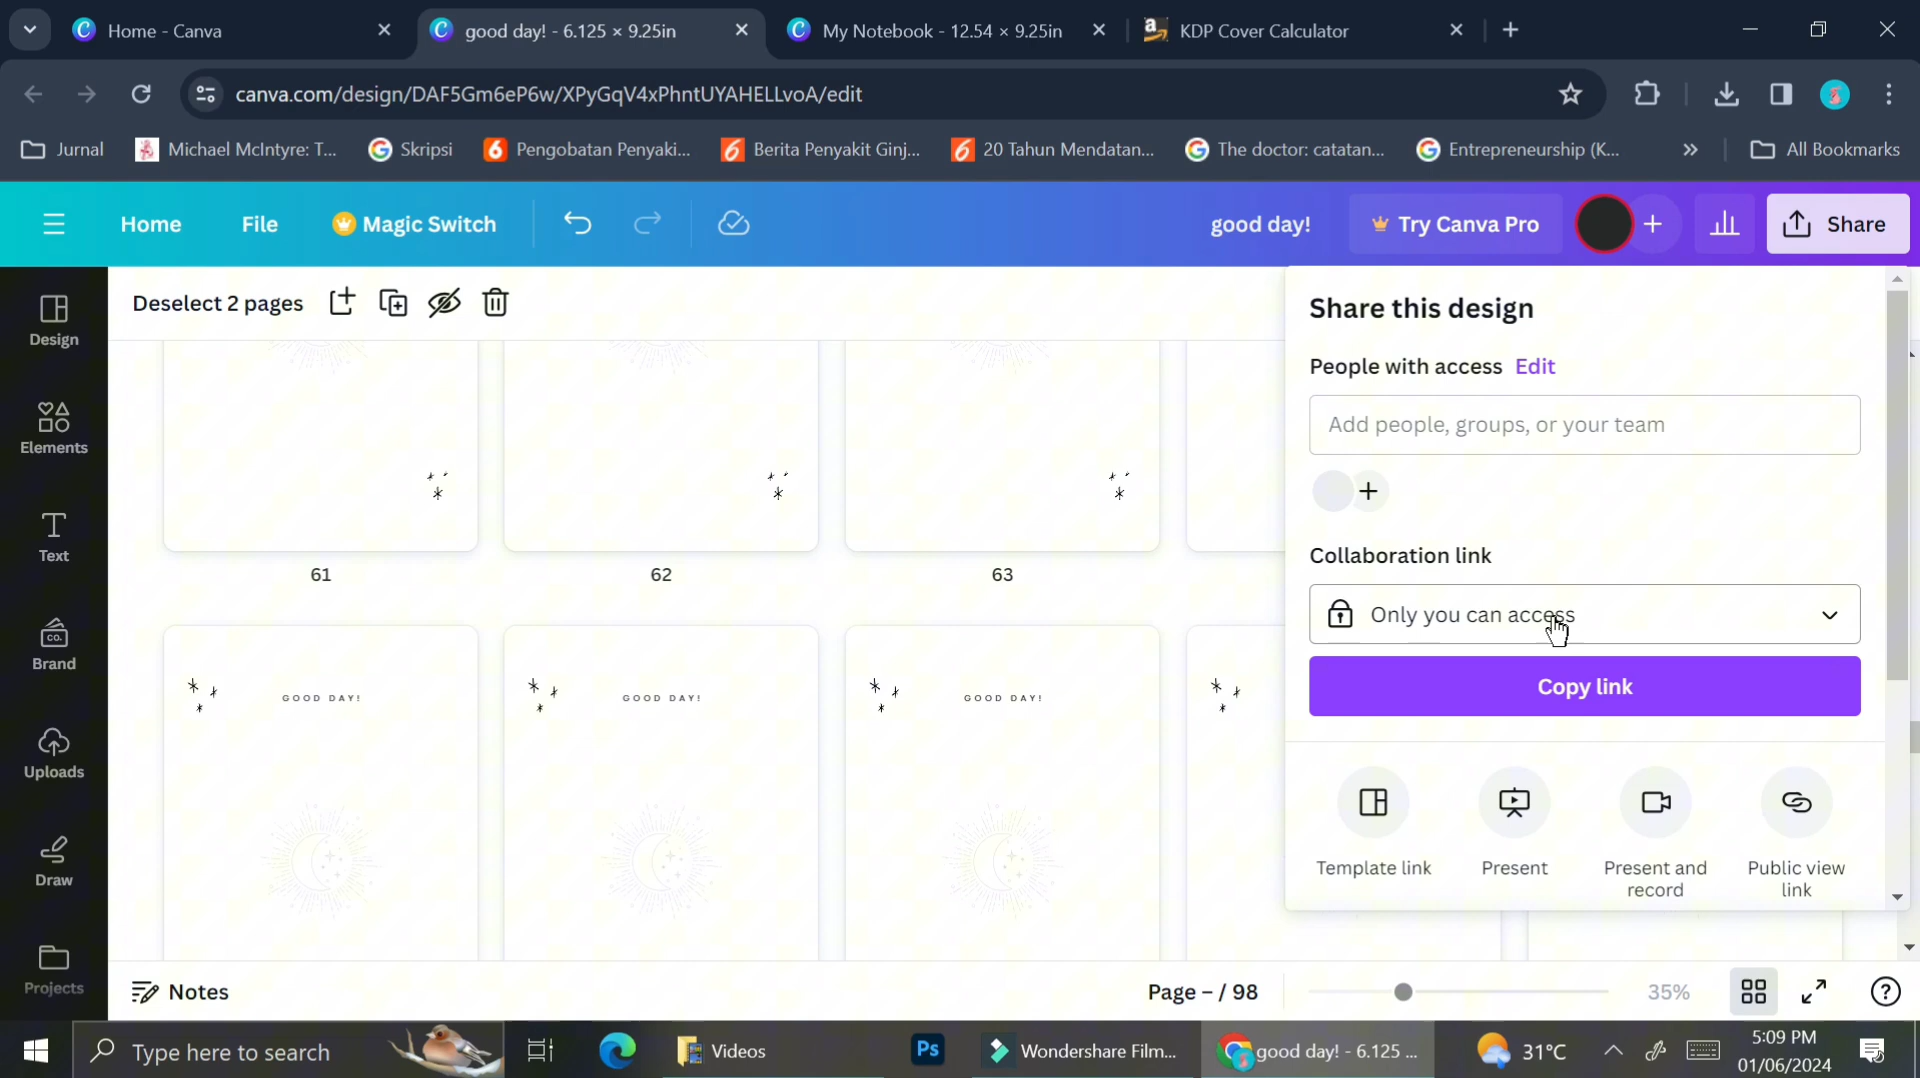 Home - Canva
good day! - 6.125 × 9.25in
My Notebook - 12.54 × 9.25in
KDP Cover Calculator
canva.com/design/DAF5Gm6eP6w/XPyGqV4xPhntUYAHELLvoA/edit
Jurnal
Michael McIntyre: T...
Skripsi
Pengobatan Penyaki...
Berita Penyakit Ginj...
20 Tahun Mendatan...
The doctor: catatan...
Entrepreneurship (K...
»
All Bookmarks
Home
File
Magic Switch
good day!
Try Canva Pro
Share
Design
Elements
Text
Brand
Uploads
Draw
Projects
Deselect 2 pages
61
62
63
GOOD DAY!
GOOD DAY!
GOOD DAY!
Share this design
People with access Edit
Add people, groups, or your team
Collaboration link
Only you can access
Copy link
Template link
Present
Present and record
Public view link
Notes
Page – / 98
35%
Type here to search
Videos
Ps
Wondershare Film...
good day! - 6.125 ...
31°C
5:09 PM
01/06/2024